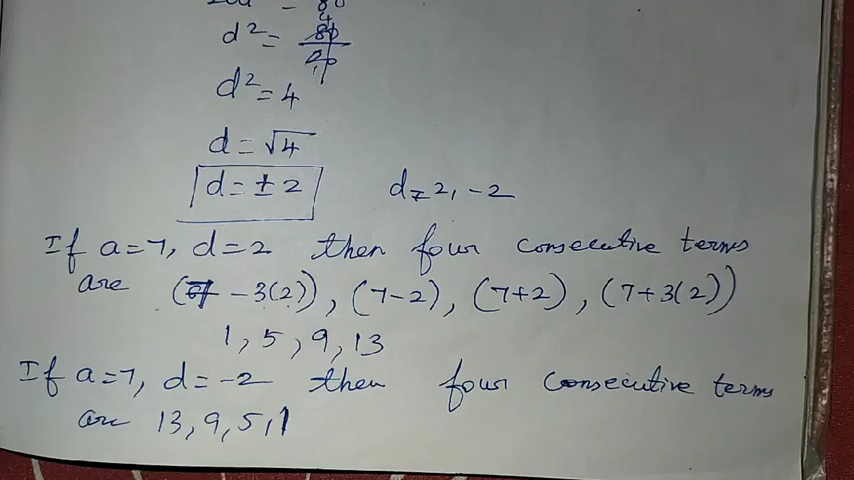 d² = 80/20
d² = 4
d = √4
d = ± 2 d = 2, -2
If a = 7, d = 2 then four consecutive terms
are (7 - 3(2)), (7-2), (7+2), (7+3(2))
1, 5, 9, 13
If a = 7, d = -2 then four consecutive terms
are 13, 9, 5, 1